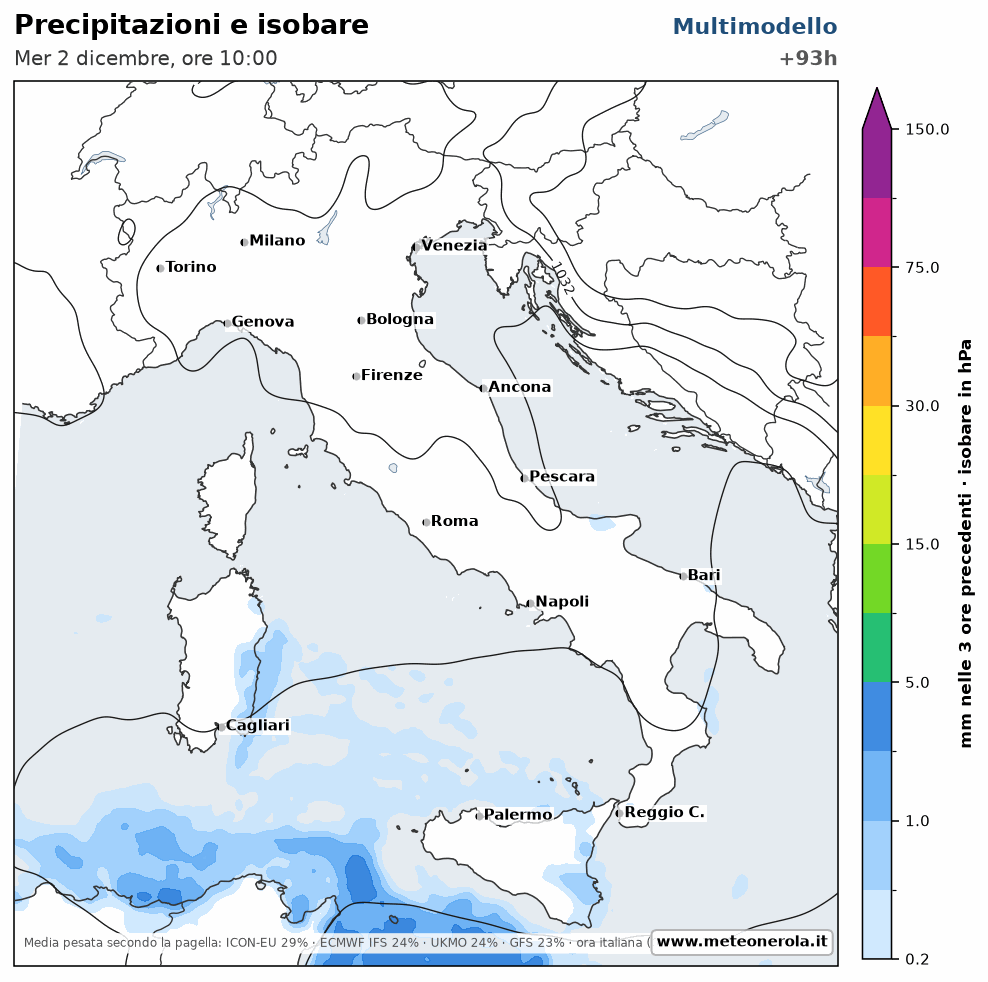 Precipitazioni e isobare
Multimodello
Mer 2 dicembre, ore 10:00
+93h
150.0
75.0
30.0
15.0
5.0
1.0
0.2
mm nelle 3 ore precedenti · isobare in hPa
Milano
Venezia
Torino
1032
Genova
Bologna
Firenze
Ancona
Pescara
Roma
Bari
Napoli
Cagliari
Palermo
Reggio C.
Media pesata secondo la pagella: ICON-EU 29% · ECMWF IFS 24% · UKMO 24% · GFS 23% · ora italiana (
www.meteonerola.it